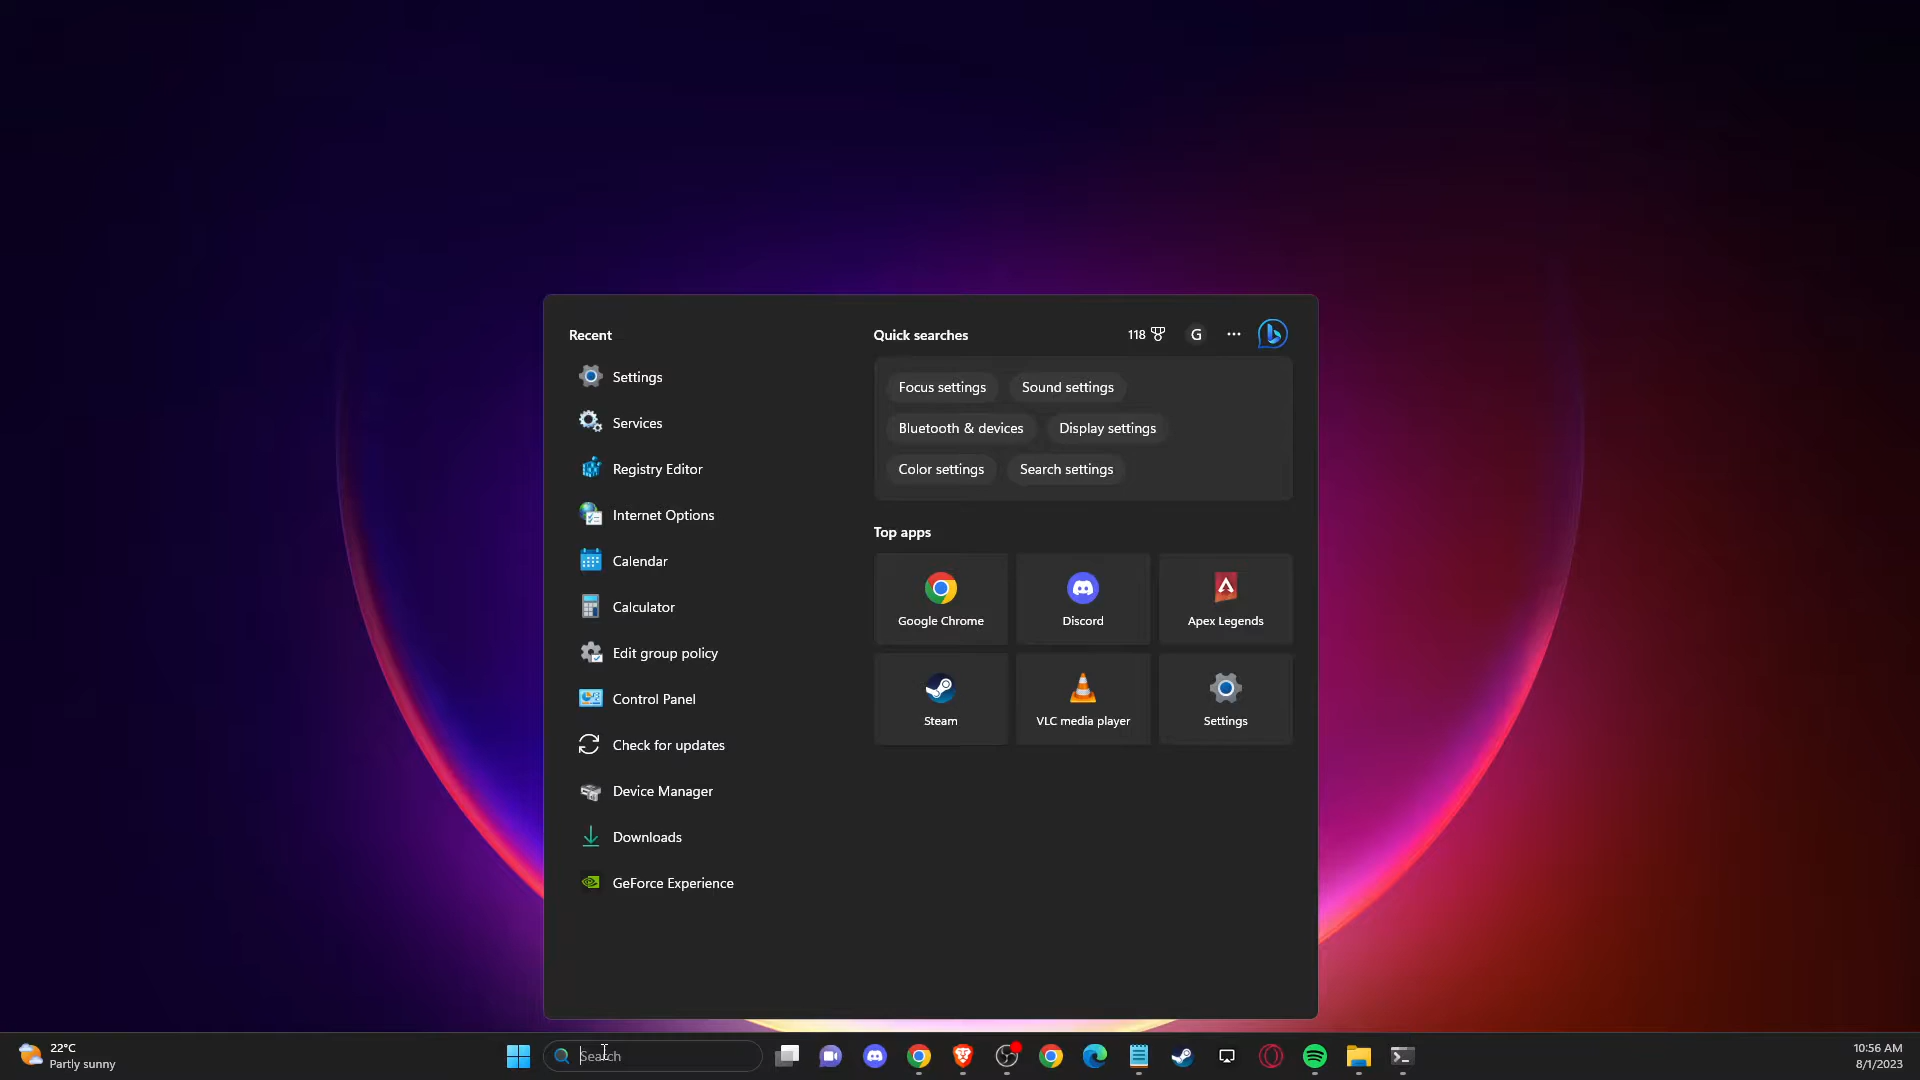 Recent
Settings
Services
Registry Editor
Internet Options
Calendar
Calculator
Edit group policy
Control Panel
Check for updates
Device Manager
Downloads
GeForce Experience
Quick searches
118
G
Focus settings
Sound settings
Bluetooth & devices
Display settings
Color settings
Search settings
Top apps
Google Chrome
Discord
Apex Legends
Steam
VLC media player
Settings
22°C
Partly sunny
Search
10:56 AM
8/1/2023